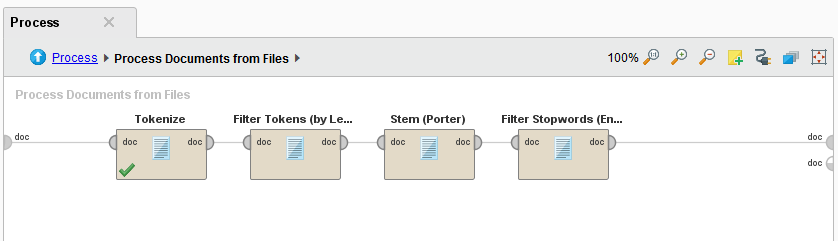 Process
Process Documents from Files 100%
Process Documents from Files
Tokenize Filter Tokens (by Le... Stem (Porter) Filter Stopwords (En...
doc doc doc doc doc doc doc doc doc doc
doc